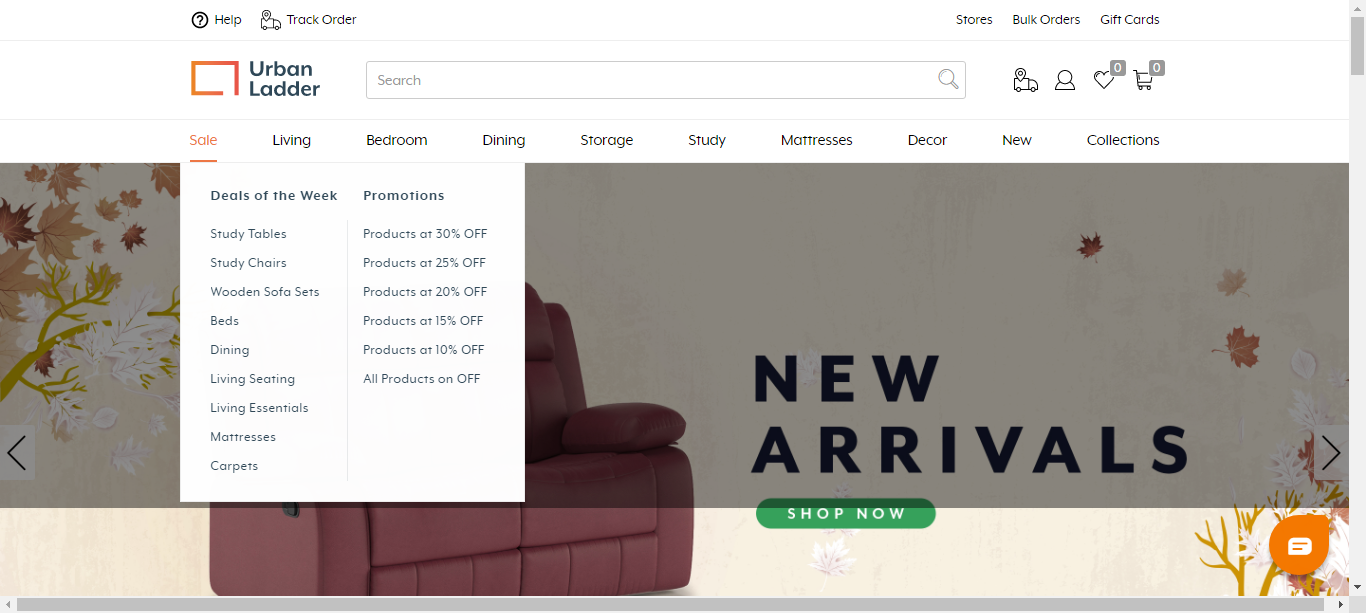 Help Track Order Stores Bulk Orders Gift Cards
Urban
Ladder
Search
0 0
Sale Living Bedroom Dining Storage Study Mattresses Decor New Collections
Deals of the Week
Study Tables
Study Chairs
Wooden Sofa Sets
Beds
Dining
Living Seating
Living Essentials
Mattresses
Carpets
Promotions
Products at 30% OFF
Products at 25% OFF
Products at 20% OFF
Products at 15% OFF
Products at 10% OFF
All Products on OFF
NEW
ARRIVALS
SHOP NOW